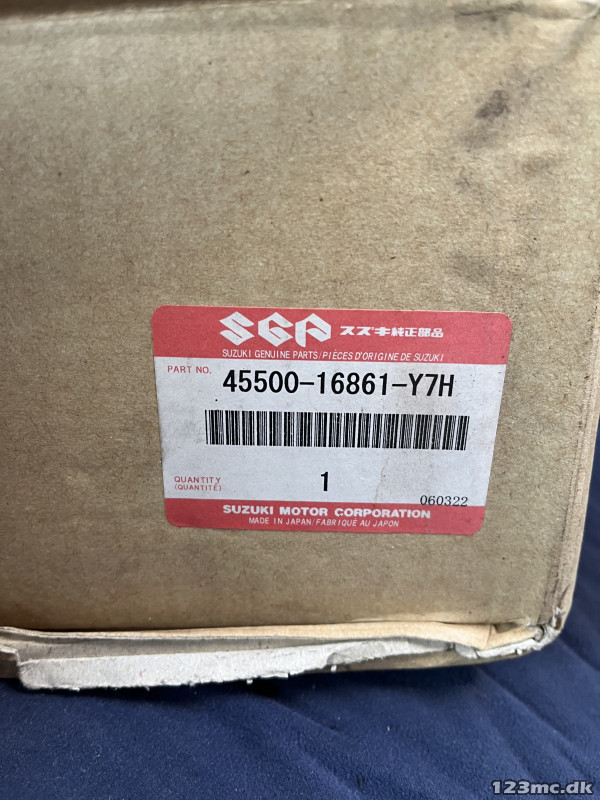 SGP スズキ純正部品
SUZUKI GENUINE PARTS/PIÈCES D'ORIGINE DE SUZUKI
PART NO. 45500-16861-Y7H
QUANTITY
(QUANTITÉ)
1
060322
SUZUKI MOTOR CORPORATION
MADE IN JAPAN/FABRIQUÉ AU JAPON
123mc.dk